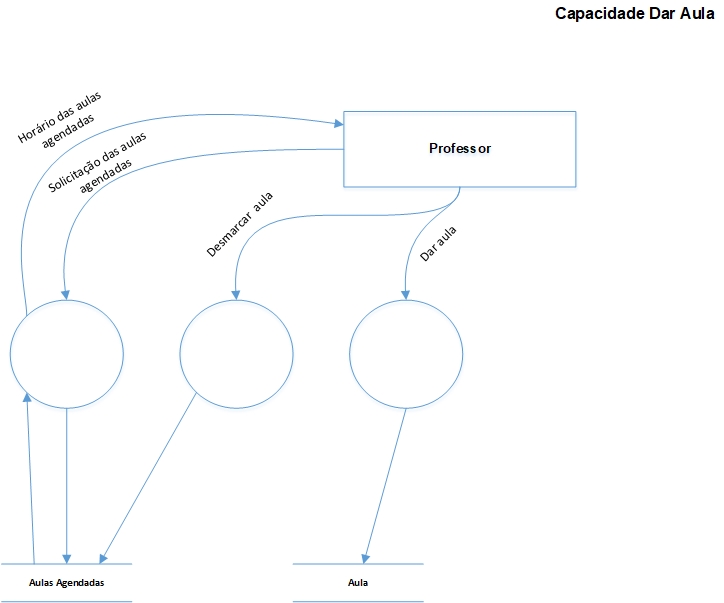 Capacidade Dar Aula
Horário das aulas
agendadas
Solicitação das aulas
agendadas
Professor
Desmarcar aula
Dar aula
Aulas Agendadas
Aula